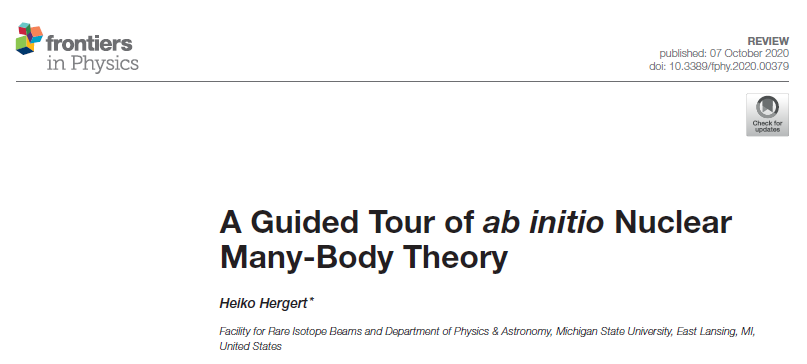 frontiers
in Physics
REVIEW
published: 07 October 2020
doi: 10.3389/fphy.2020.00379
Check for
updates
A Guided Tour of ab initio Nuclear
Many-Body Theory
Heiko Hergert*
Facility for Rare Isotope Beams and Department of Physics & Astronomy, Michigan State University, East Lansing, MI,
United States